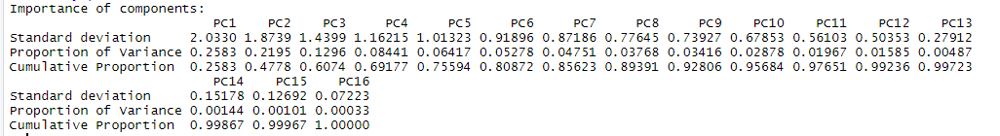 Importance of components:
PC1 PC2 PC3 PC4 PC5 PC6 PC7 PC8 PC9 PC10 PC11 PC12 PC13
Standard deviation 2.0330 1.8739 1.4399 1.16215 1.01323 0.91896 0.87186 0.77645 0.73927 0.67853 0.56103 0.50353 0.27912
Proportion of Variance 0.2583 0.2195 0.1296 0.08441 0.06417 0.05278 0.04751 0.03768 0.03416 0.02878 0.01967 0.01585 0.00487
Cumulative Proportion 0.2583 0.4778 0.6074 0.69177 0.75594 0.80872 0.85623 0.89391 0.92806 0.95684 0.97651 0.99236 0.99723
PC14 PC15 PC16
Standard deviation 0.15178 0.12692 0.07223
Proportion of Variance 0.00144 0.00101 0.00033
Cumulative Proportion 0.99867 0.99967 1.00000